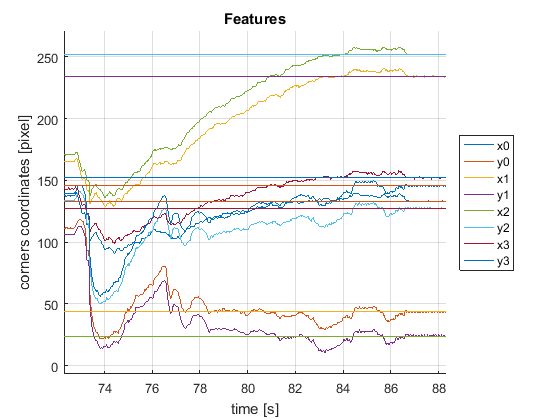 Features
corners coordinates [pixel]
250
200
150
100
50
0
74 76 78 80 82 84 86 88
time [s]
x0
y0
x1
y1
x2
y2
x3
y3